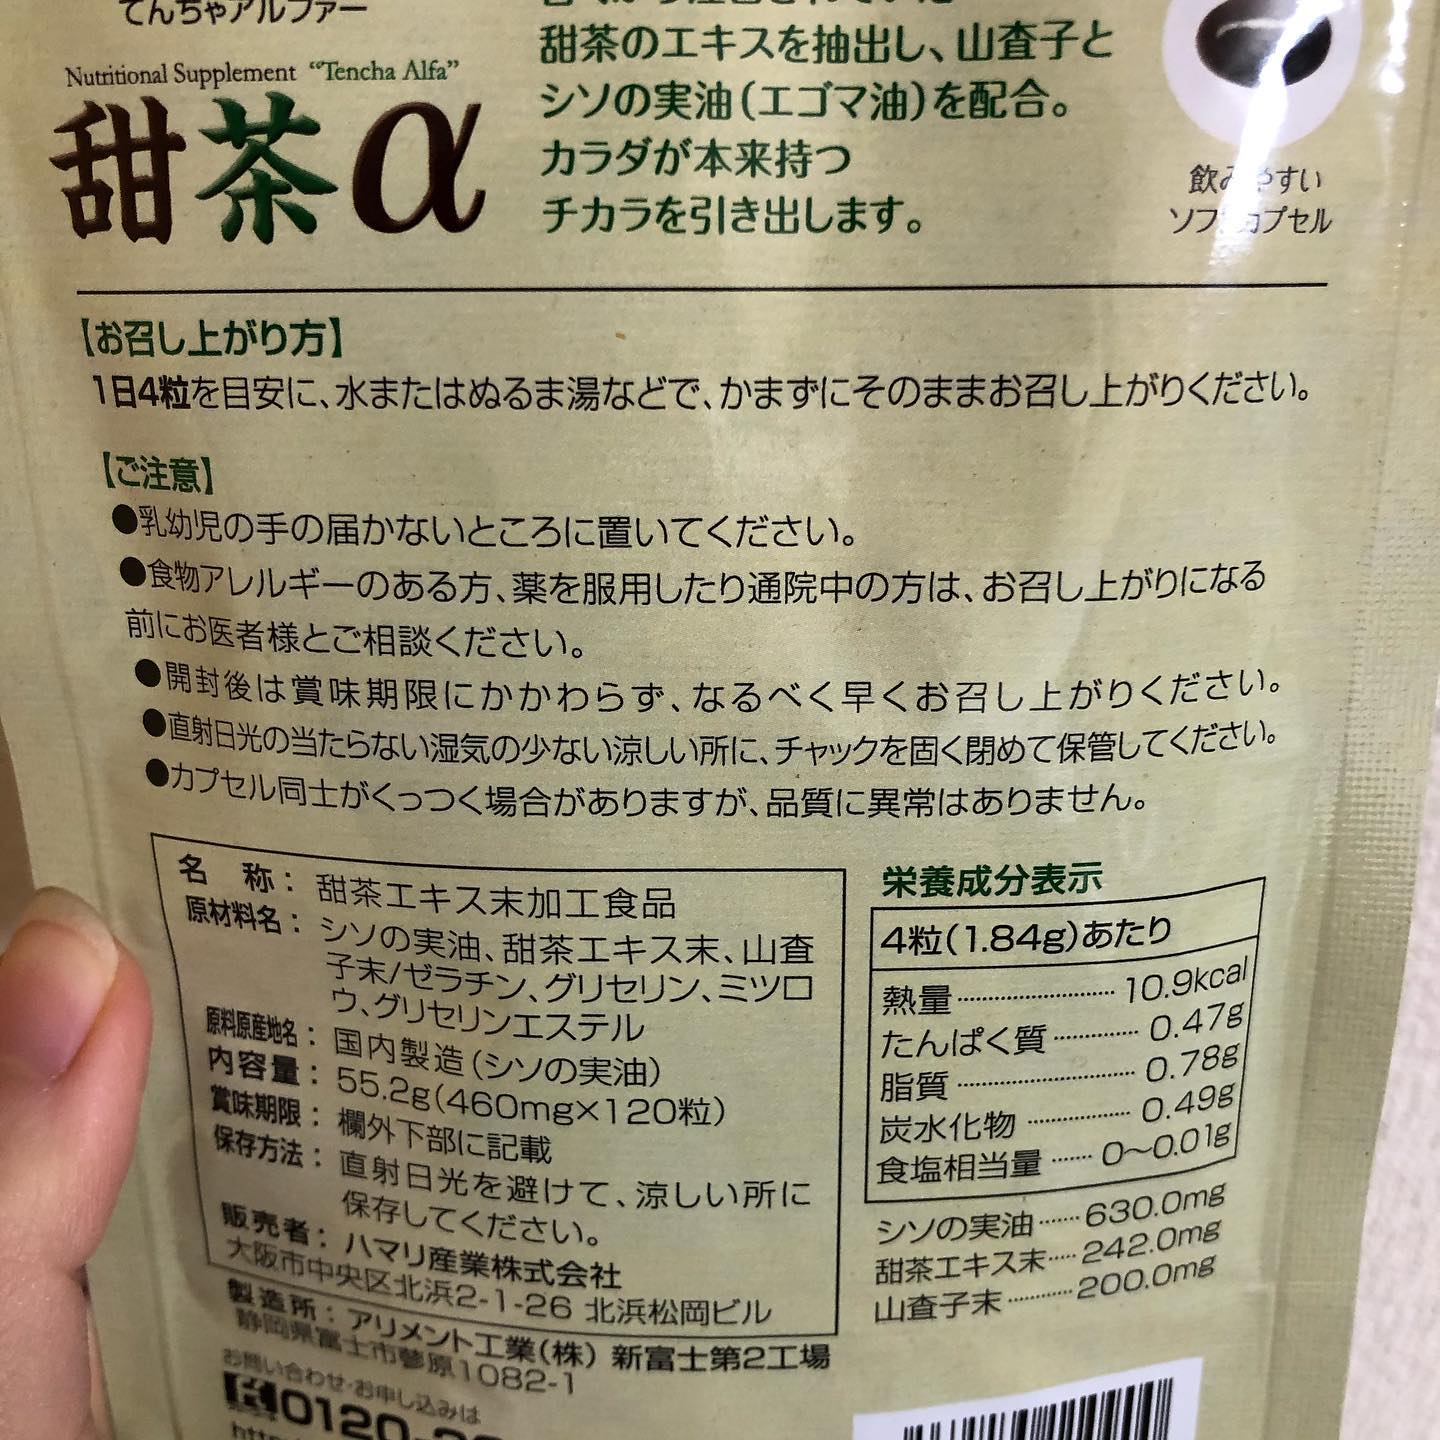 てんちゃアルファー
Nutritional Supplement “Tencha Alfa”
甜茶α
甜茶のエキスを抽出し、山査子と
シソの実油(エゴマ油)を配合。
カラダが本来持つ
チカラを引き出します。
飲みやすい
ソフトカプセル
【お召し上がり方】
1日4粒を目安に、水またはぬるま湯などで、かまずにそのままお召し上がりください。
【ご注意】
●乳幼児の手の届かないところに置いてください。
●食物アレルギーのある方、薬を服用したり通院中の方は、お召し上がりになる
前にお医者様とご相談ください。
●開封後は賞味期限にかかわらず、なるべく早くお召し上がりください。
●直射日光の当たらない湿気の少ない涼しい所に、チャックを固く閉めて保管してください。
●カプセル同士がくっつく場合がありますが、品質に異常はありません。
名 称： 甜茶エキス末加工食品
原材料名： シソの実油、甜茶エキス末、山査
子末/ゼラチン、グリセリン、ミツロ
ウ、グリセリンエステル
原料原産地名： 国内製造(シソの実油)
内容量： 55.2g(460mg×120粒)
賞味期限： 欄外下部に記載
保存方法： 直射日光を避けて、涼しい所に
保存してください。
販売者： ハマリ産業株式会社
大阪市中央区北浜2-1-26 北浜松岡ビル
製造所：アリメント工業(株) 新富士第2工場
静岡県富士市蓼原1082-1
お問い合わせ・お申し込みは
0120-
栄養成分表示
4粒(1.84g)あたり
熱量 10.9kcal
たんぱく質 0.47g
脂質 0.78g
炭水化物 0.49g
食塩相当量 0〜0.01g
シソの実油 630.0mg
甜茶エキス末 242.0mg
山査子末 200.0mg